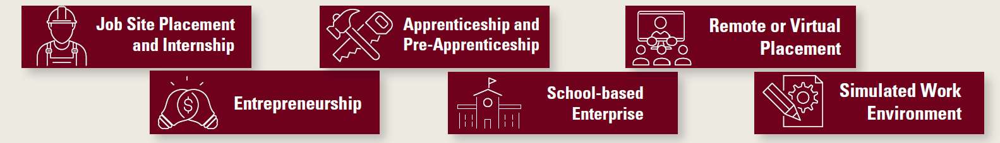 Job Site Placement
and Internship
Apprenticeship and
Pre-Apprenticeship
Remote or Virtual
Placement
$
Entrepreneurship
School-based
Enterprise
Simulated Work
Environment